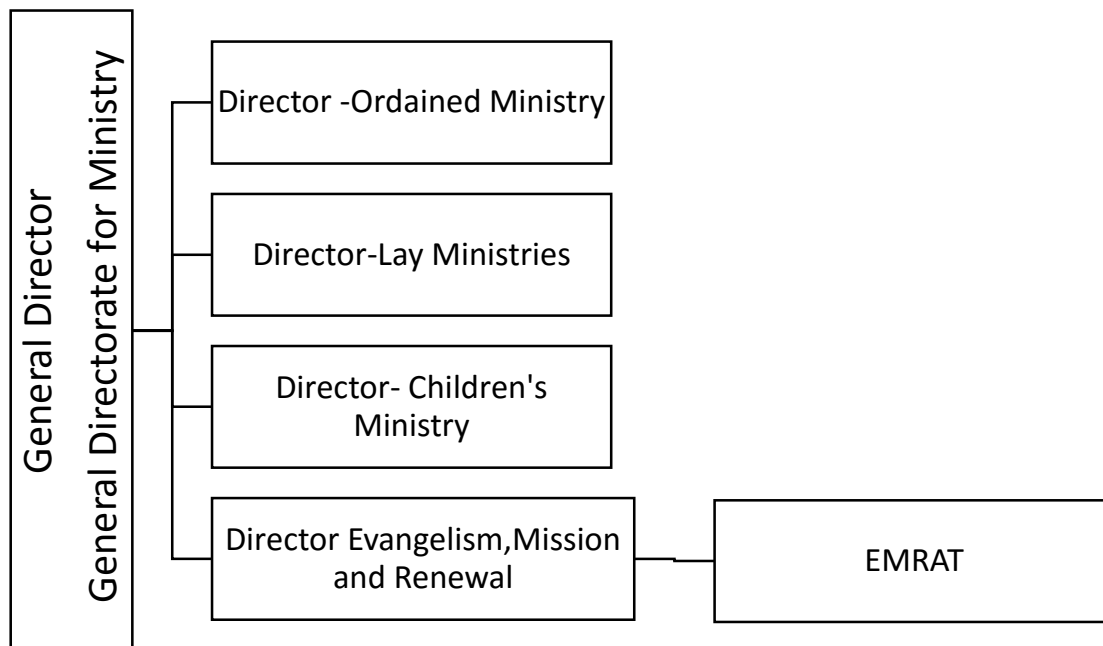 General Director
General Directorate for Ministry
Director -Ordained Ministry
Director-Lay Ministries
Director- Children's
Ministry
Director Evangelism,Mission
and Renewal
EMRAT